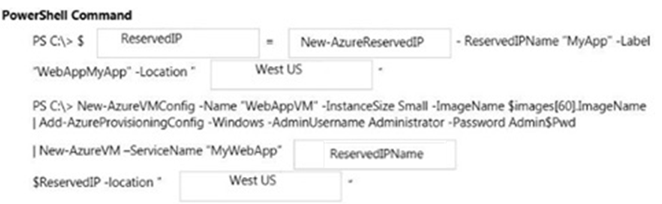 PowerShell Command
PS C:\> $ ReservedIP = New-AzureReservedIP - ReservedIPName "MyApp" -Label
"WebAppMyApp" -Location " West US "
PS C:\> New-AzureVMConfig -Name "WebAppVM" -InstanceSize Small -ImageName $images[60].ImageName
| Add-AzureProvisioningConfig -Windows -AdminUsername Administrator -Password Admin$Pwd
| New-AzureVM –ServiceName "MyWebApp" ReservedIPName
$ReservedIP -location " West US "